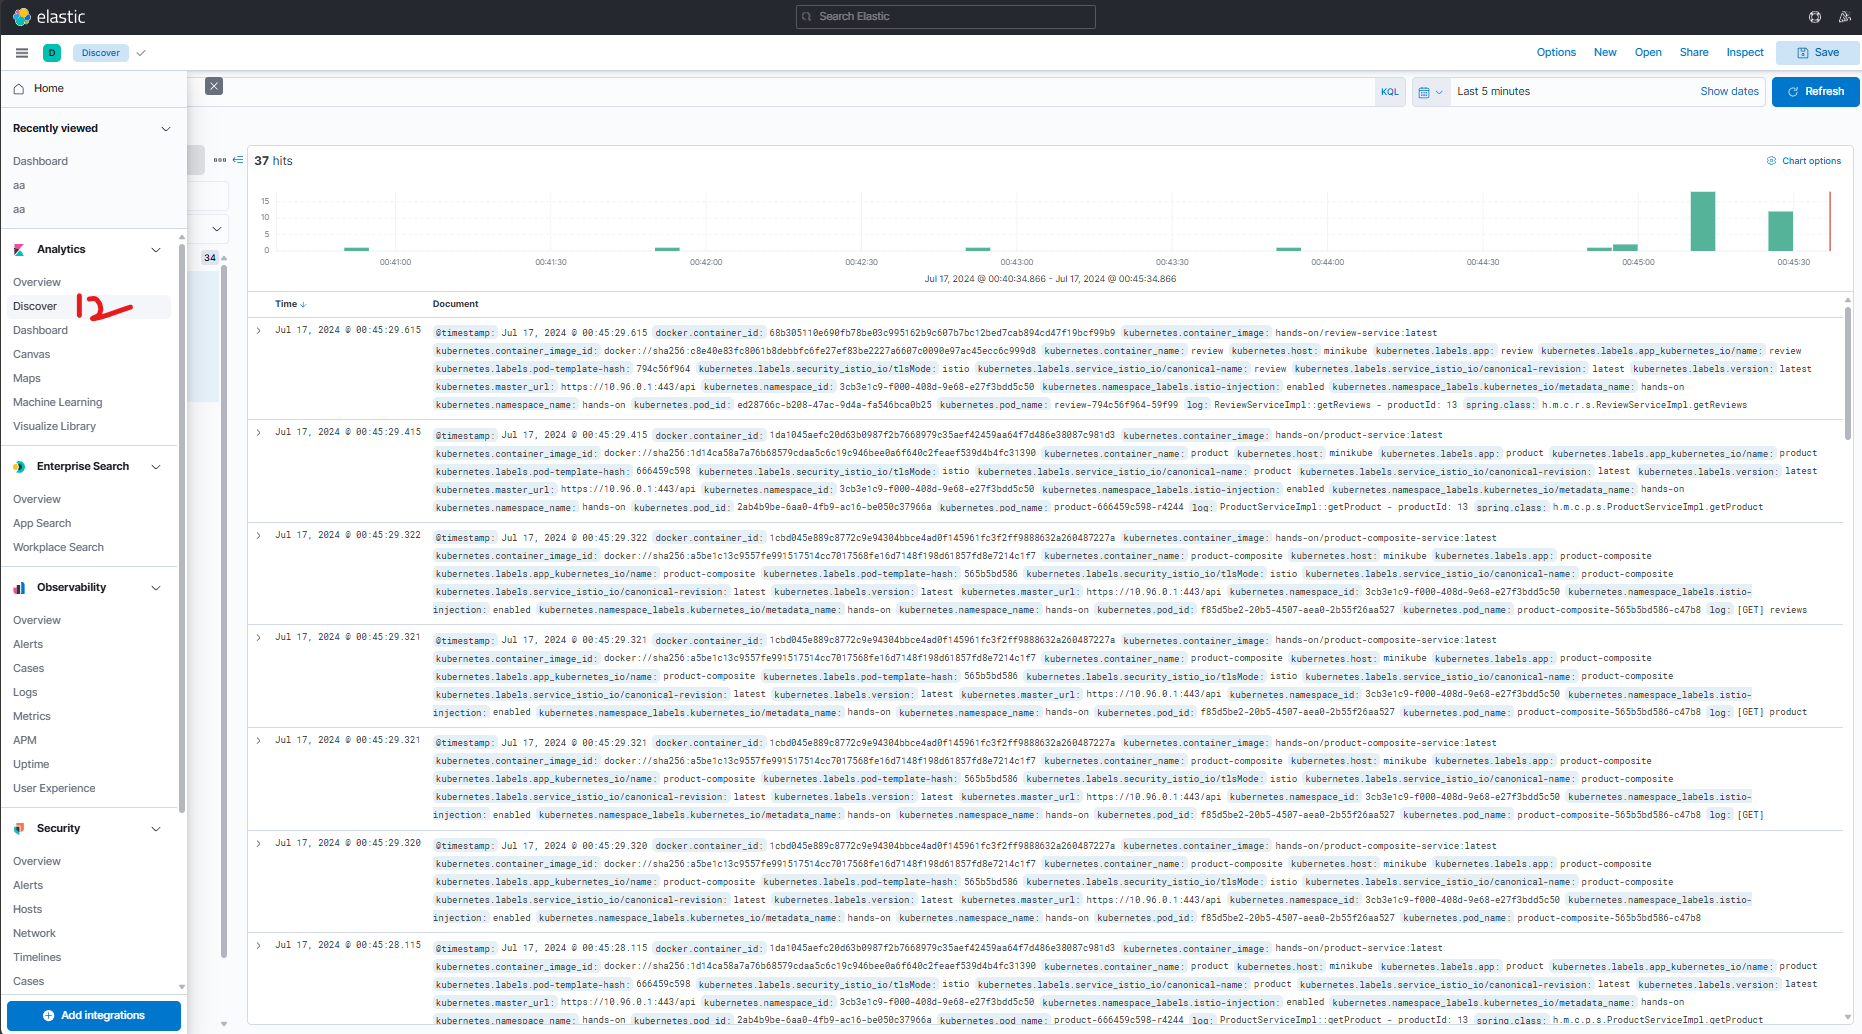 elastic
Search Elastic
D
Discover
Options
New
Open
Share
Inspect
Save
Home
KQL
Last 5 minutes
Show dates
Refresh
Recently viewed
Dashboard
aa
aa
Analytics
Overview
Discover
12
Dashboard
Canvas
Maps
Machine Learning
Visualize Library
Enterprise Search
Overview
App Search
Workplace Search
Observability
Overview
Alerts
Cases
Logs
Metrics
APM
Uptime
User Experience
Security
Overview
Alerts
Hosts
Network
Timelines
Cases
Add integrations
34
37 hits
Chart options
15
10
5
0
00:41:00 00:41:30 00:42:00 00:42:30 00:43:00 00:43:30 00:44:00 00:44:30 00:45:00 00:45:30
Jul 17, 2024 @ 00:40:34.866 - Jul 17, 2024 @ 00:45:34.866
Time Document
Jul 17, 2024 @ 00:45:29.615 @timestamp: Jul 17, 2024 @ 00:45:29.615 docker.container_id: 68b305110e690fb78be03c995162b9c607b7bc12bed7cab894cd47f19bcf99b9 kubernetes.container_image: hands-on/review-service:latest
kubernetes.container_image_id: docker://sha256:c8e40e83fc8061b8debbfc6fe27ef83be2227a6607c0090e97ac45ecc6c999d8 kubernetes.container_name: review kubernetes.host: minikube kubernetes.labels.app: review kubernetes.labels.app_kubernetes_io/name: review
kubernetes.labels.pod-template-hash: 794c56f964 kubernetes.labels.security_istio_io/tlsMode: istio kubernetes.labels.service_istio_io/canonical-name: review kubernetes.labels.service_istio_io/canonical-revision: latest kubernetes.labels.version: latest
kubernetes.master_url: https://10.96.0.1:443/api kubernetes.namespace_id: 3cb3e1c9-f000-408d-9e68-e27f3bdd5c50 kubernetes.namespace_labels.istio-injection: enabled kubernetes.namespace_labels.kubernetes_io/metadata_name: hands-on
kubernetes.namespace_name: hands-on kubernetes.pod_id: ed28766c-b208-47ac-9d4a-fa546bca0b25 kubernetes.pod_name: review-794c56f964-59f99 log: ReviewServiceImpl::getReviews - productId: 13 spring.class: h.m.c.r.s.ReviewServiceImpl.getReviews
Jul 17, 2024 @ 00:45:29.415 @timestamp: Jul 17, 2024 @ 00:45:29.415 docker.container_id: 1da1045aefc20d63b0987f2b7668979c35aef42459aa64f7d486e38087c981d3 kubernetes.container_image: hands-on/product-service:latest
kubernetes.container_image_id: docker://sha256:1d14ca58a7a76b68579cdaa5c6c19c946bee0a6f640c2feaef539d4b4fc31390 kubernetes.container_name: product kubernetes.host: minikube kubernetes.labels.app: product kubernetes.labels.app_kubernetes_io/name: product
kubernetes.labels.pod-template-hash: 666459c598 kubernetes.labels.security_istio_io/tlsMode: istio kubernetes.labels.service_istio_io/canonical-name: product kubernetes.labels.service_istio_io/canonical-revision: latest kubernetes.labels.version: latest
kubernetes.master_url: https://10.96.0.1:443/api kubernetes.namespace_id: 3cb3e1c9-f000-408d-9e68-e27f3bdd5c50 kubernetes.namespace_labels.istio-injection: enabled kubernetes.namespace_labels.kubernetes_io/metadata_name: hands-on
kubernetes.namespace_name: hands-on kubernetes.pod_id: 2ab4b9be-6aa0-4fb9-ac16-be050c37966a kubernetes.pod_name: product-666459c598-r4244 log: ProductServiceImpl::getProduct - productId: 13 spring.class: h.m.c.p.s.ProductServiceImpl.getProduct
Jul 17, 2024 @ 00:45:29.322 @timestamp: Jul 17, 2024 @ 00:45:29.322 docker.container_id: 1cbd045e889c8772c9e94304bbce4ad0f145961fc3f2ff9888632a260487227a kubernetes.container_image: hands-on/product-composite-service:latest
kubernetes.container_image_id: docker://sha256:a5be1c13c9557fe991517514cc7017568fe16d7148f198d61857fd8e7214c1f7 kubernetes.container_name: product-composite kubernetes.host: minikube kubernetes.labels.app: product-composite
kubernetes.labels.app_kubernetes_io/name: product-composite kubernetes.labels.pod-template-hash: 565b5bd586 kubernetes.labels.security_istio_io/tlsMode: istio kubernetes.labels.service_istio_io/canonical-name: product-composite
kubernetes.labels.service_istio_io/canonical-revision: latest kubernetes.labels.version: latest kubernetes.master_url: https://10.96.0.1:443/api kubernetes.namespace_id: 3cb3e1c9-f000-408d-9e68-e27f3bdd5c50 kubernetes.namespace_labels.istio-
injection: enabled kubernetes.namespace_labels.kubernetes_io/metadata_name: hands-on kubernetes.namespace_name: hands-on kubernetes.pod_id: f85d5be2-20b5-4507-aea0-2b55f26aa527 kubernetes.pod_name: product-composite-565b5bd586-c47b8 log: [GET] reviews
Jul 17, 2024 @ 00:45:29.321 @timestamp: Jul 17, 2024 @ 00:45:29.321 docker.container_id: 1cbd045e889c8772c9e94304bbce4ad0f145961fc3f2ff9888632a260487227a kubernetes.container_image: hands-on/product-composite-service:latest
kubernetes.container_image_id: docker://sha256:a5be1c13c9557fe991517514cc7017568fe16d7148f198d61857fd8e7214c1f7 kubernetes.container_name: product-composite kubernetes.host: minikube kubernetes.labels.app: product-composite
kubernetes.labels.app_kubernetes_io/name: product-composite kubernetes.labels.pod-template-hash: 565b5bd586 kubernetes.labels.security_istio_io/tlsMode: istio kubernetes.labels.service_istio_io/canonical-name: product-composite
kubernetes.labels.service_istio_io/canonical-revision: latest kubernetes.labels.version: latest kubernetes.master_url: https://10.96.0.1:443/api kubernetes.namespace_id: 3cb3e1c9-f000-408d-9e68-e27f3bdd5c50 kubernetes.namespace_labels.istio-
injection: enabled kubernetes.namespace_labels.kubernetes_io/metadata_name: hands-on kubernetes.namespace_name: hands-on kubernetes.pod_id: f85d5be2-20b5-4507-aea0-2b55f26aa527 kubernetes.pod_name: product-composite-565b5bd586-c47b8 log: [GET] product
Jul 17, 2024 @ 00:45:29.321 @timestamp: Jul 17, 2024 @ 00:45:29.321 docker.container_id: 1cbd045e889c8772c9e94304bbce4ad0f145961fc3f2ff9888632a260487227a kubernetes.container_image: hands-on/product-composite-service:latest
kubernetes.container_image_id: docker://sha256:a5be1c13c9557fe991517514cc7017568fe16d7148f198d61857fd8e7214c1f7 kubernetes.container_name: product-composite kubernetes.host: minikube kubernetes.labels.app: product-composite
kubernetes.labels.app_kubernetes_io/name: product-composite kubernetes.labels.pod-template-hash: 565b5bd586 kubernetes.labels.security_istio_io/tlsMode: istio kubernetes.labels.service_istio_io/canonical-name: product-composite
kubernetes.labels.service_istio_io/canonical-revision: latest kubernetes.labels.version: latest kubernetes.master_url: https://10.96.0.1:443/api kubernetes.namespace_id: 3cb3e1c9-f000-408d-9e68-e27f3bdd5c50 kubernetes.namespace_labels.istio-
injection: enabled kubernetes.namespace_labels.kubernetes_io/metadata_name: hands-on kubernetes.namespace_name: hands-on kubernetes.pod_id: f85d5be2-20b5-4507-aea0-2b55f26aa527 kubernetes.pod_name: product-composite-565b5bd586-c47b8 log: [GET]
Jul 17, 2024 @ 00:45:29.320 @timestamp: Jul 17, 2024 @ 00:45:29.320 docker.container_id: 1cbd045e889c8772c9e94304bbce4ad0f145961fc3f2ff9888632a260487227a kubernetes.container_image: hands-on/product-composite-service:latest
kubernetes.container_image_id: docker://sha256:a5be1c13c9557fe991517514cc7017568fe16d7148f198d61857fd8e7214c1f7 kubernetes.container_name: product-composite kubernetes.host: minikube kubernetes.labels.app: product-composite
kubernetes.labels.app_kubernetes_io/name: product-composite kubernetes.labels.pod-template-hash: 565b5bd586 kubernetes.labels.security_istio_io/tlsMode: istio kubernetes.labels.service_istio_io/canonical-name: product-composite
kubernetes.labels.service_istio_io/canonical-revision: latest kubernetes.labels.version: latest kubernetes.master_url: https://10.96.0.1:443/api kubernetes.namespace_id: 3cb3e1c9-f000-408d-9e68-e27f3bdd5c50 kubernetes.namespace_labels.istio-
injection: enabled kubernetes.namespace_labels.kubernetes_io/metadata_name: hands-on kubernetes.namespace_name: hands-on kubernetes.pod_id: f85d5be2-20b5-4507-aea0-2b55f26aa527 kubernetes.pod_name: product-composite-565b5bd586-c47b8
Jul 17, 2024 @ 00:45:28.115 @timestamp: Jul 17, 2024 @ 00:45:28.115 docker.container_id: 1da1045aefc20d63b0987f2b7668979c35aef42459aa64f7d486e38087c981d3 kubernetes.container_image: hands-on/product-service:latest
kubernetes.container_image_id: docker://sha256:1d14ca58a7a76b68579cdaa5c6c19c946bee0a6f640c2feaef539d4b4fc31390 kubernetes.container_name: product kubernetes.host: minikube kubernetes.labels.app: product kubernetes.labels.app_kubernetes_io/name: product
kubernetes.labels.pod-template-hash: 666459c598 kubernetes.labels.security_istio_io/tlsMode: istio kubernetes.labels.service_istio_io/canonical-name: product kubernetes.labels.service_istio_io/canonical-revision: latest kubernetes.labels.version: latest
kubernetes.master_url: https://10.96.0.1:443/api kubernetes.namespace_id: 3cb3e1c9-f000-408d-9e68-e27f3bdd5c50 kubernetes.namespace_labels.istio-injection: enabled kubernetes.namespace_labels.kubernetes_io/metadata_name: hands-on
kubernetes.namespace_name: hands-on kubernetes.pod_id: 2ab4b9be-6aa0-4fb9-ac16-be050c37966a kubernetes.pod_name: product-666459c598-r4244 log: ProductServiceImpl::getProduct - productId: 13 spring.class: h.m.c.p.s.ProductServiceImpl.getProduct